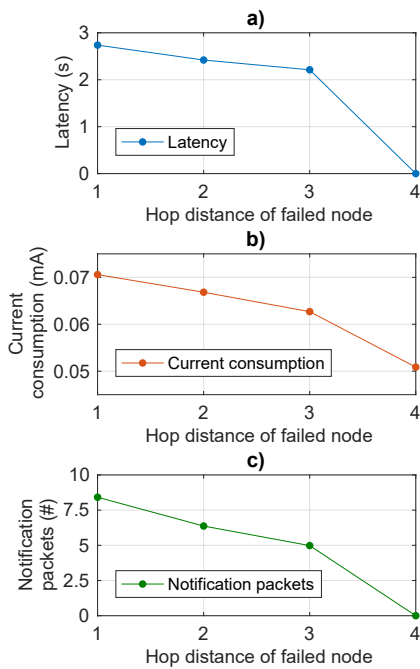 a)
3
2
1
0
Latency (s)
Latency
1 2 3 4
Hop distance of failed node
b)
0.07
0.06
0.05
Current
consumption (mA)
Current consumption
1 2 3 4
Hop distance of failed node
c)
10
7.5
5
2.5
0
Notification
packets (#)
Notification packets
1 2 3 4
Hop distance of failed node